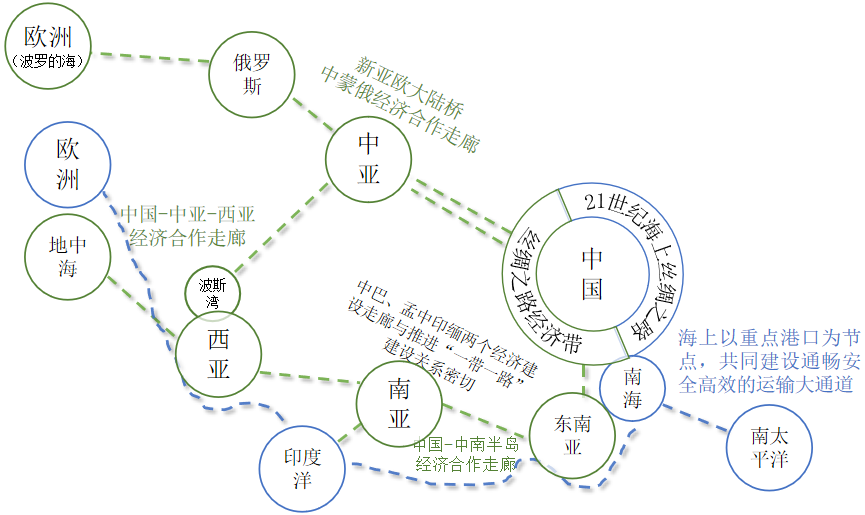 欧洲
(波罗的海)
俄罗
斯
新亚欧大陆桥
中蒙俄经济合作走廊
中
亚
欧
洲
中国-中亚-西亚
经济合作走廊
地中
海
波斯
湾
西
亚
21世纪海上丝绸之路
丝绸之路经济带
中
国
中巴、孟中印缅两个经济建
设走廊与推进“一带一路”
建设关系密切
海上以重点港口为节
点，共同建设通畅安
全高效的运输大通道
南
海
南
亚
东南
亚
南太
平洋
中国-中南半岛
经济合作走廊
印度
洋